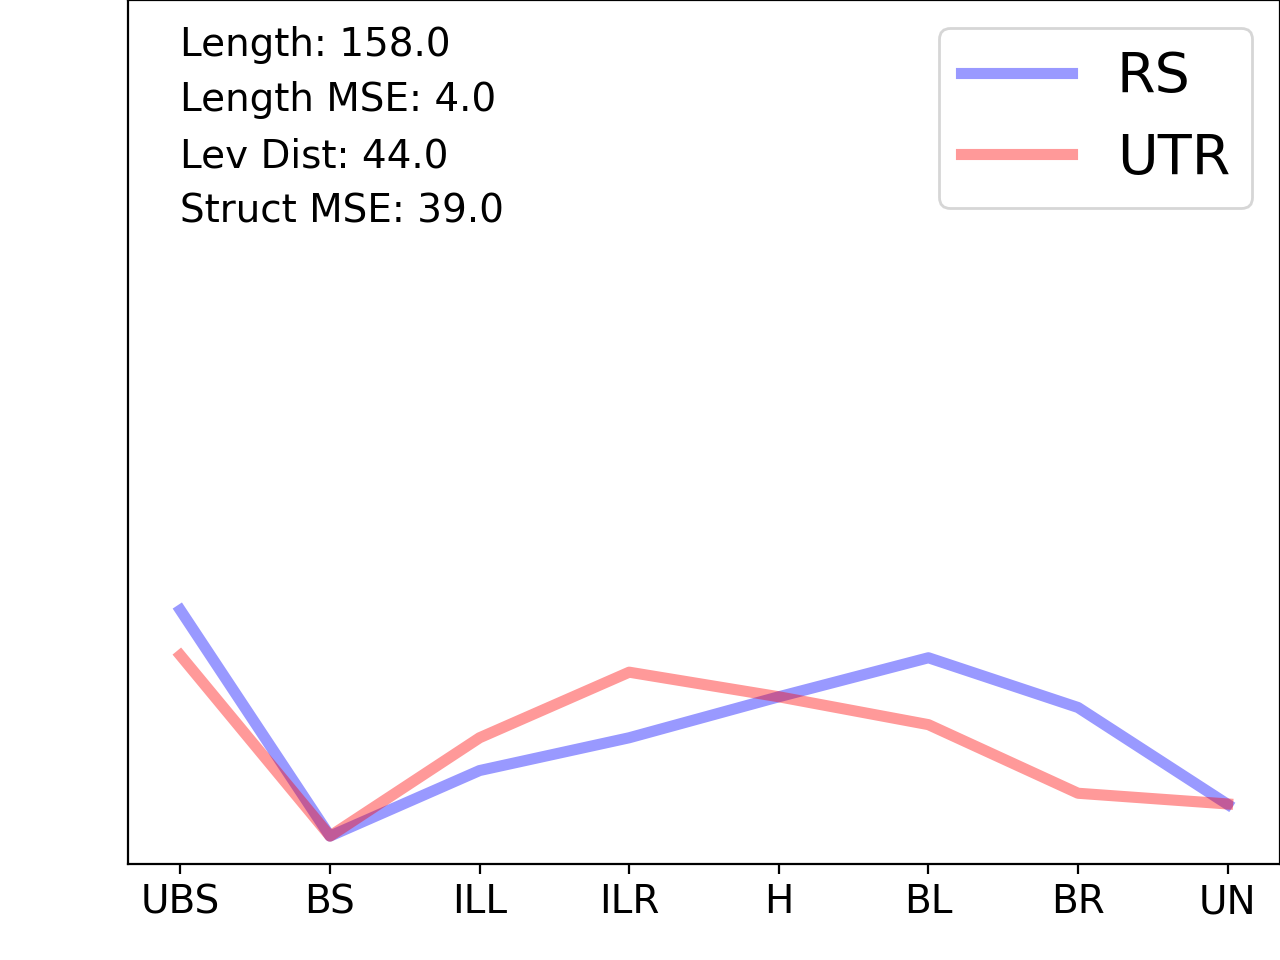 Length: 158.0
Length MSE: 4.0
Lev Dist: 44.0
Struct MSE: 39.0
RS
UTR
UBS BS ILL ILR H BL BR UN